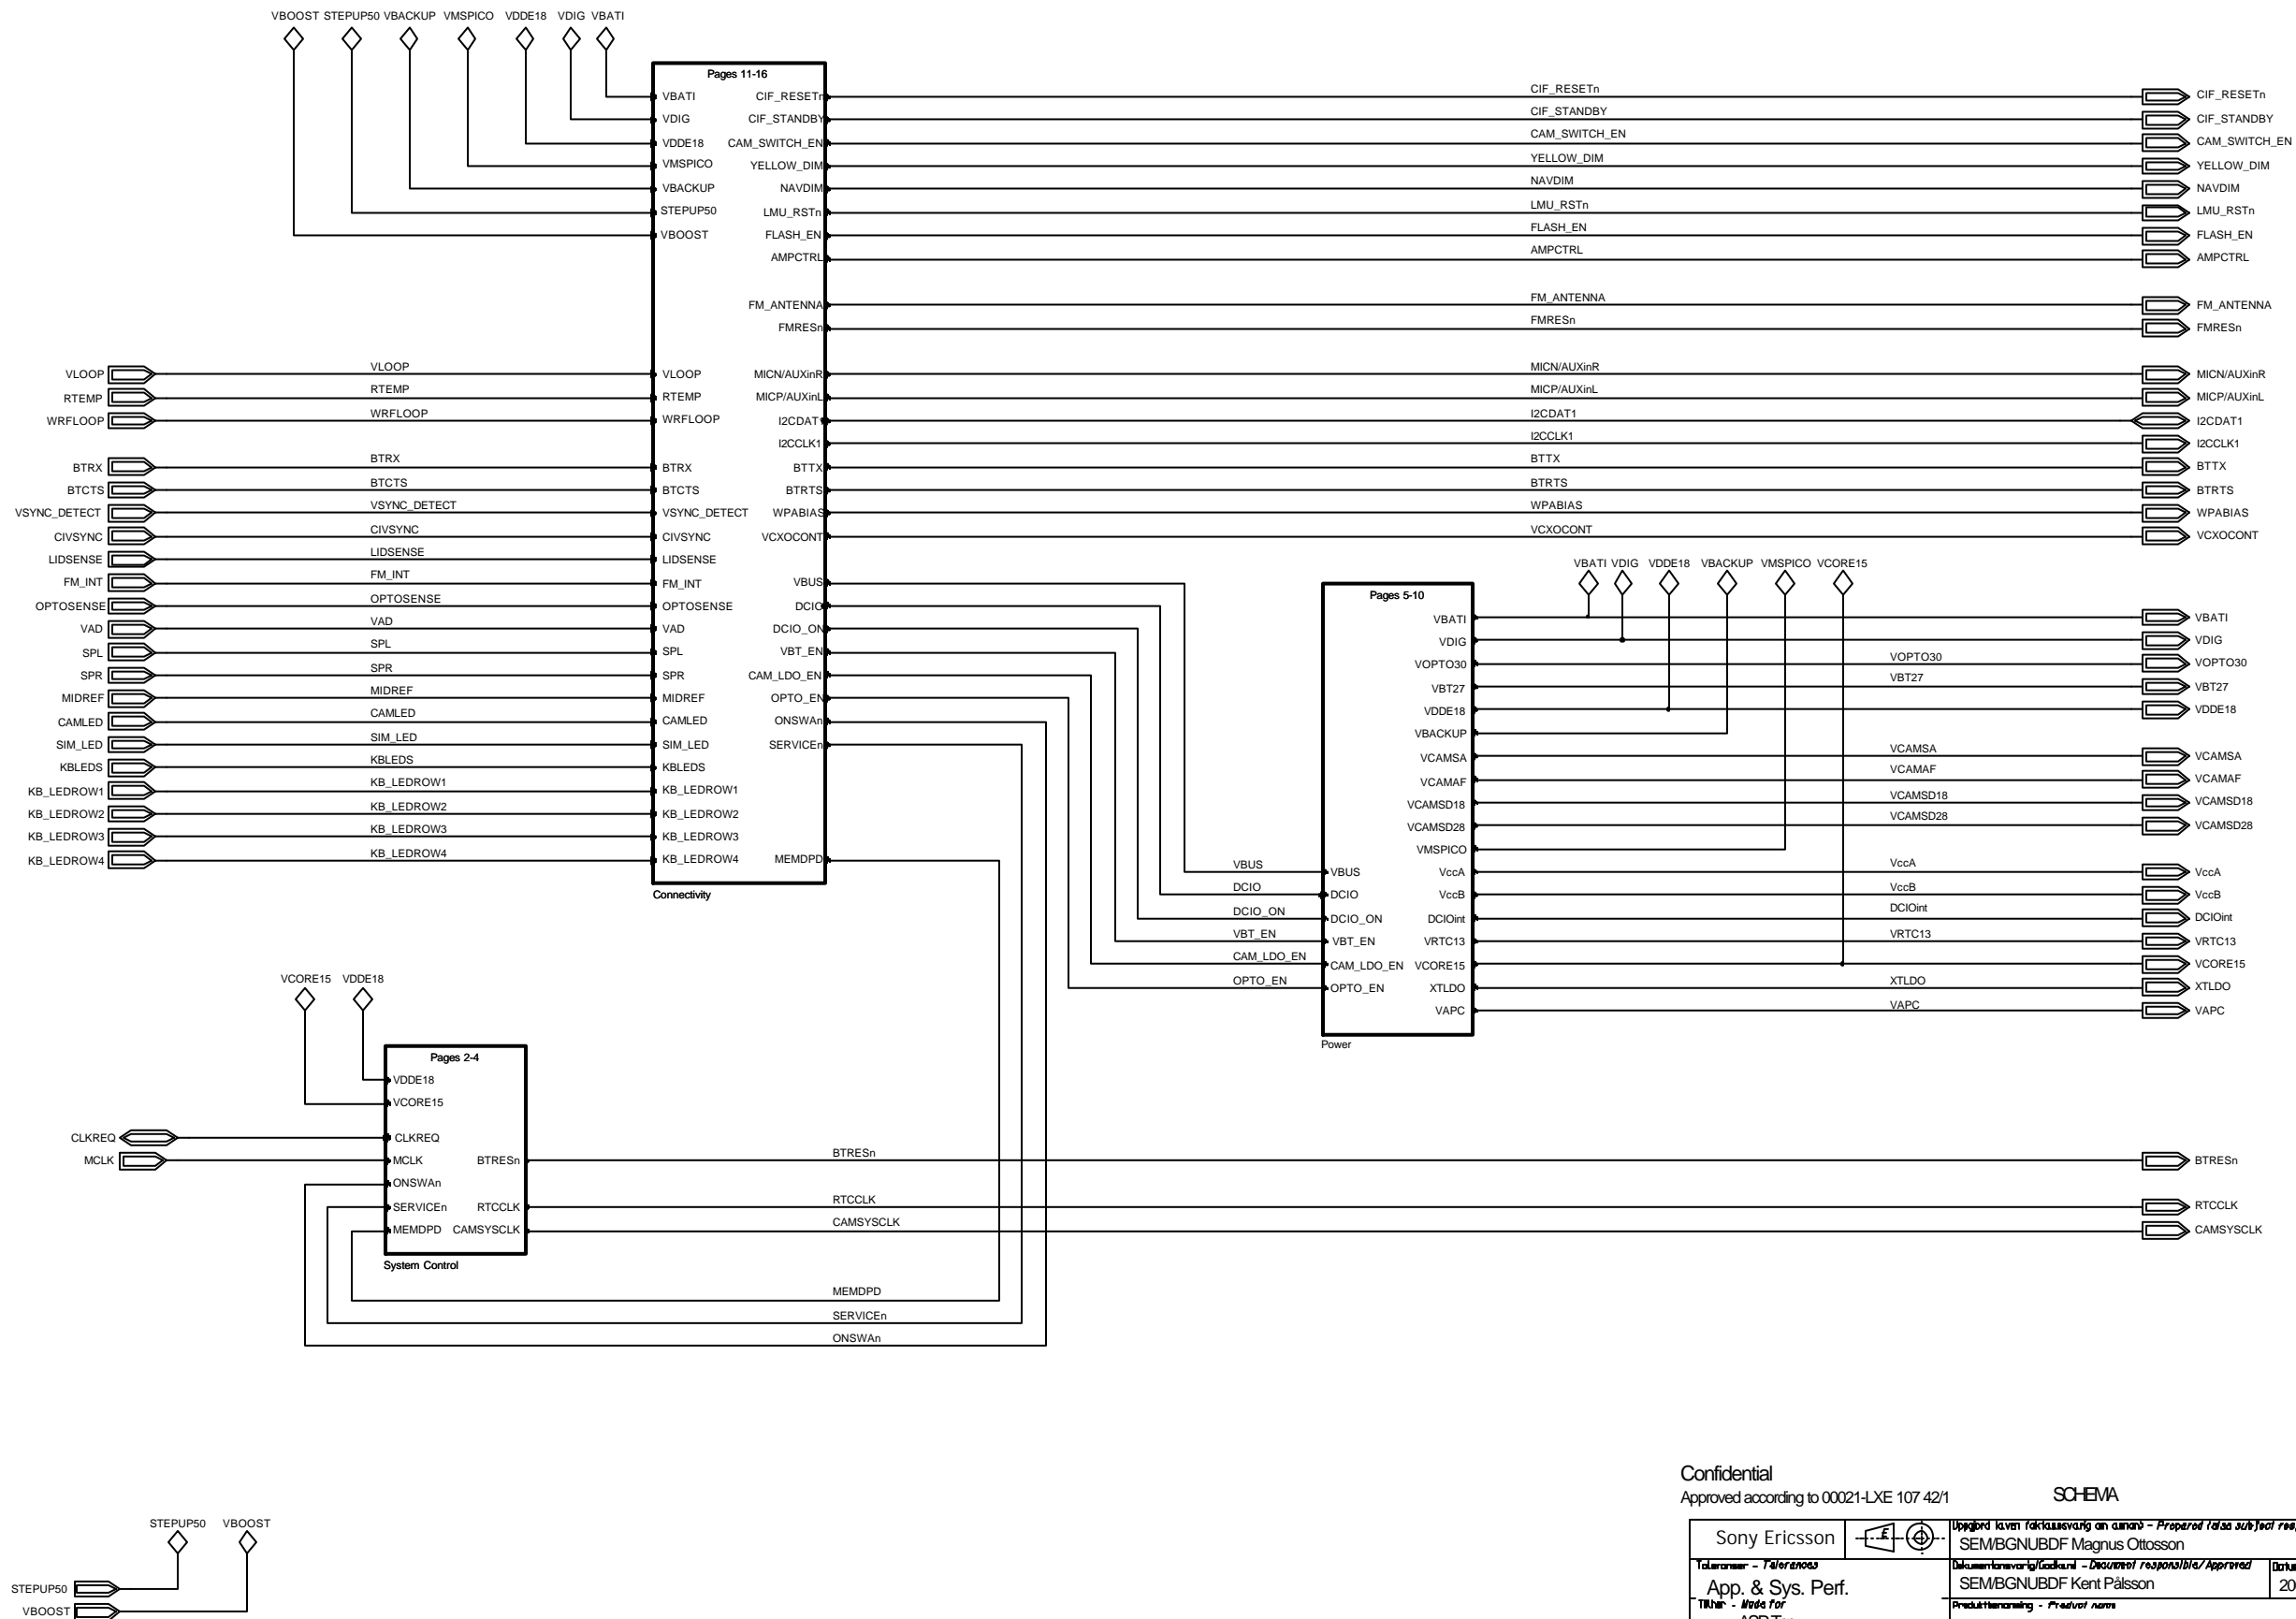 VBOOST STEPUP50 VBACKUP VMSPICO VDDE18 VDIG VBATI
Pages 11-16
VBATI CIF_RESETn CIF_RESETn CIF_RESETn
VDIG CIF_STANDBY CIF_STANDBY CIF_STANDBY
VDDE18 CAM_SWITCH_EN CAM_SWITCH_EN CAM_SWITCH_EN
VMSPICO YELLOW_DIM YELLOW_DIM YELLOW_DIM
VBACKUP NAVDIM NAVDIM NAVDIM
STEPUP50 LMU_RSTn LMU_RSTn LMU_RSTn
VBOOST FLASH_EN FLASH_EN FLASH_EN
AMPCTRL AMPCTRL AMPCTRL
FM_ANTENNA FM_ANTENNA FM_ANTENNA
FMRESn FMRESn FMRESn
VLOOP VLOOP VLOOP MICN/AUXinR MICN/AUXinR MICN/AUXinR
RTEMP RTEMP RTEMP MICP/AUXinL MICP/AUXinL MICP/AUXinL
WRFLOOP WRFLOOP WRFLOOP I2CDAT1 I2CDAT1 I2CDAT1
I2CCLK1 I2CCLK1 I2CCLK1
BTRX BTRX BTRX BTTX BTTX BTTX
BTCTS BTCTS BTCTS BTRTS BTRTS BTRTS
VSYNC_DETECT VSYNC_DETECT VSYNC_DETECT WPABIAS WPABIAS WPABIAS
CIVSYNC CIVSYNC CIVSYNC VCXOCONT VCXOCONT VCXOCONT
LIDSENSE LIDSENSE LIDSENSE
FM_INT FM_INT FM_INT VBUS
OPTOSENSE OPTOSENSE OPTOSENSE DCIO
VAD VAD VAD DCIO_ON
SPL SPL SPL VBT_EN
SPR SPR SPR CAM_LDO_EN
MIDREF MIDREF MIDREF OPTO_EN
CAMLED CAMLED CAMLED ONSWAn
SIM_LED SIM_LED SIM_LED SERVICEn
KBLEDS KBLEDS KBLEDS
KB_LEDROW1 KB_LEDROW1 KB_LEDROW1
KB_LEDROW2 KB_LEDROW2 KB_LEDROW2
KB_LEDROW3 KB_LEDROW3 KB_LEDROW3
KB_LEDROW4 KB_LEDROW4 KB_LEDROW4 MEMDPD
Connectivity
VBATI VDIG VDDE18 VBACKUP VMSPICO VCORE15
Pages 5-10
VBATI VBATI
VDIG VDIG
VOPTO30 VOPTO30 VOPTO30
VBT27 VBT27 VBT27
VDDE18 VDDE18
VBACKUP
VCAMSA VCAMSA VCAMSA
VCAMAF VCAMAF VCAMAF
VCAMSD18 VCAMSD18 VCAMSD18
VCAMSD28 VCAMSD28 VCAMSD28
VMSPICO
VBUS VBUS VccA VccA VccA
DCIO DCIO VccB VccB VccB
DCIO_ON DCIO_ON DCIOint DCIOint DCIOint
VBT_EN VBT_EN VRTC13 VRTC13 VRTC13
CAM_LDO_EN CAM_LDO_EN VCORE15 VCORE15
OPTO_EN OPTO_EN XTLDO XTLDO XTLDO
VAPC VAPC VAPC
Power
VCORE15 VDDE18
Pages 2-4
VDDE18
VCORE15
CLKREQ CLKREQ
MCLK MCLK BTRESn BTRESn BTRESn
ONSWAn
SERVICEn RTCCLK RTCCLK RTCCLK
MEMDPD CAMSYSCLK CAMSYSCLK CAMSYSCLK
System Control
MEMDPD
SERVICEn
ONSWAn
STEPUP50 VBOOST
STEPUP50
VBOOST
Confidential
Approved according to 00021-LXE 107 42/1
SCHEMA
Sony Ericsson E
SEM/BGNUBDF Magnus Ottosson
Toleranser - Tolerances
App. & Sys. Perf.
Dokumentansvarig/Godkand - Document responsible/Approved
SEM/BGNUBDF Kent Pålsson
Made for
Product name